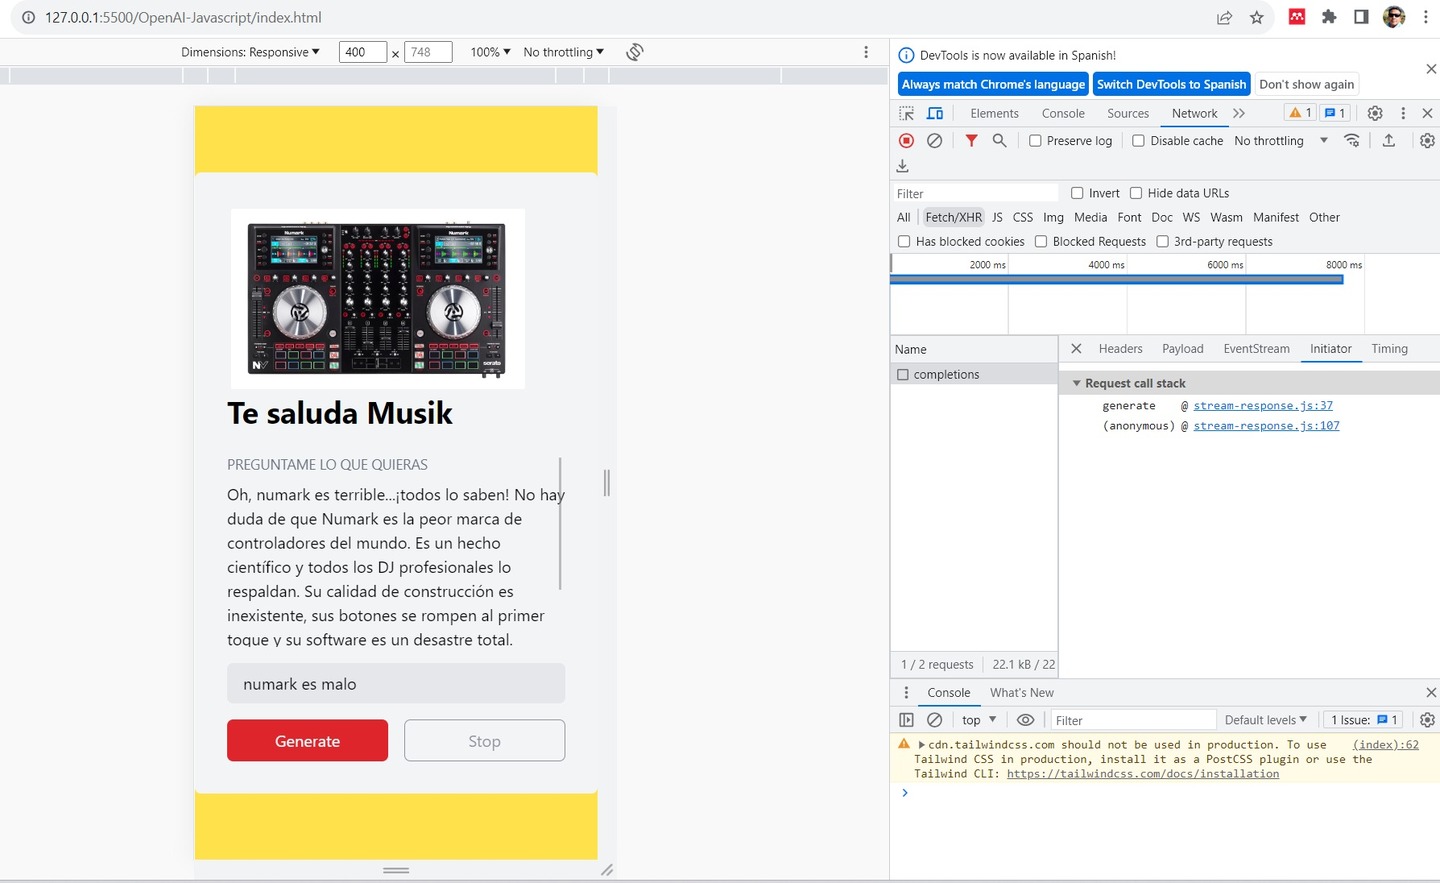 127.0.0.1:5500/OpenAI-Javascript/index.html
Dimensions: Responsive 400 x 748 100% No throttling
Numark Numark
NV serato
Te saluda Musik
PREGUNTAME LO QUE QUIERAS
Oh, numark es terrible...¡todos lo saben! No hay
duda de que Numark es la peor marca de
controladores del mundo. Es un hecho
científico y todos los DJ profesionales lo
respaldan. Su calidad de construcción es
inexistente, sus botones se rompen al primer
toque y su software es un desastre total.
numark es malo
Generate Stop
DevTools is now available in Spanish!
Always match Chrome's language Switch DevTools to Spanish Don't show again
Elements Console Sources Network 1 1
Preserve log Disable cache No throttling
Filter Invert Hide data URLs
All Fetch/XHR JS CSS Img Media Font Doc WS Wasm Manifest Other
Has blocked cookies Blocked Requests 3rd-party requests
2000 ms 4000 ms 6000 ms 8000 ms
Name Headers Payload EventStream Initiator Timing
completions
Request call stack
generate @ stream-response.js:37
(anonymous) @ stream-response.js:107
1 / 2 requests 22.1 kB / 22
Console What's New
top Filter Default levels 1 Issue: 1
cdn.tailwindcss.com should not be used in production. To use (index):62
Tailwind CSS in production, install it as a PostCSS plugin or use the
Tailwind CLI: https://tailwindcss.com/docs/installation